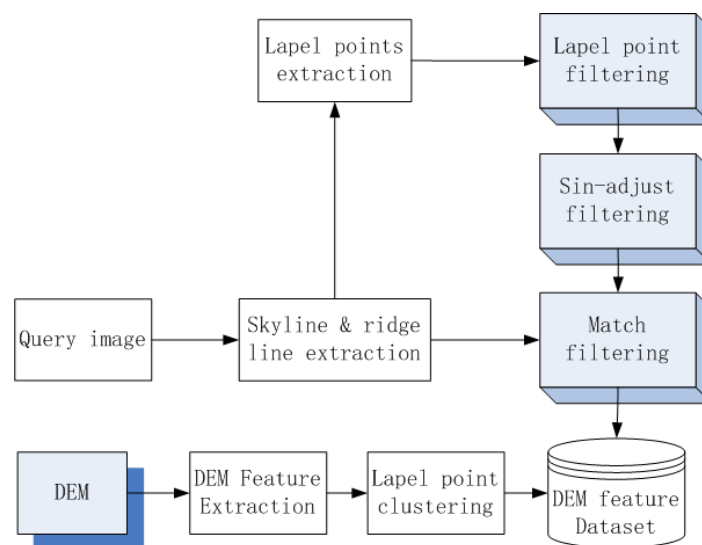 Lapel points
extraction
Lapel point
filtering
Sin-adjust
filtering
Query image
Skyline & ridge
line extraction
Match
filtering
DEM
DEM Feature
Extraction
Lapel point
clustering
DEM feature
Dataset